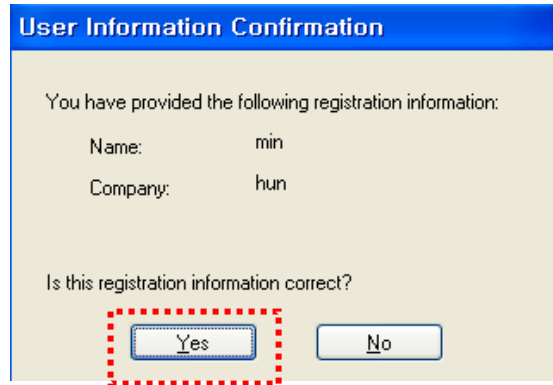 User Information Confirmation
You have provided the following registration information:
Name: min
Company: hun
Is this registration information correct?
Yes No